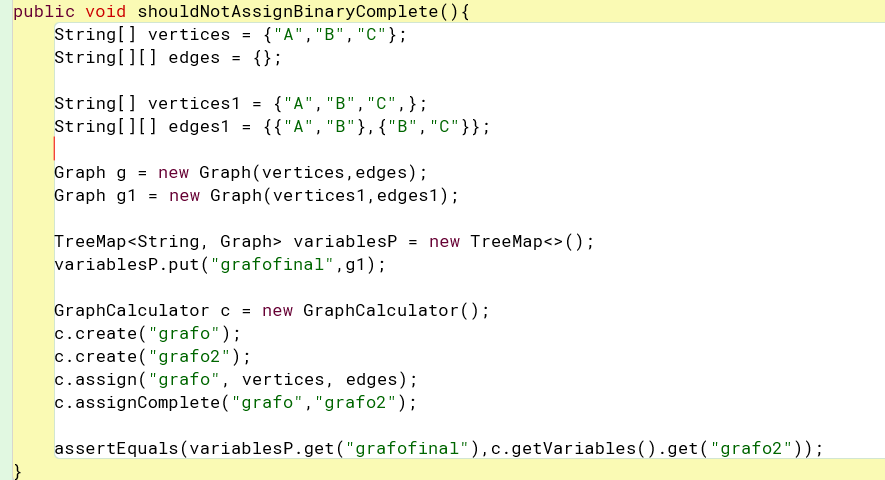 public void shouldNotAssignBinaryComplete(){
String[] vertices = {"A","B","C"};
String[][] edges = {};
String[] vertices1 = {"A","B","C",};
String[][] edges1 = {{"A","B"},{"B","C"}};
Graph g = new Graph(vertices,edges);
Graph g1 = new Graph(vertices1,edges1);
TreeMap<String, Graph> variablesP = new TreeMap<>();
variablesP.put("grafofinal",g1);
GraphCalculator c = new GraphCalculator();
c.create("grafo");
c.create("grafo2");
c.assign("grafo", vertices, edges);
c.assignComplete("grafo","grafo2");
assertEquals(variablesP.get("grafofinal"),c.getVariables().get("grafo2"));
}